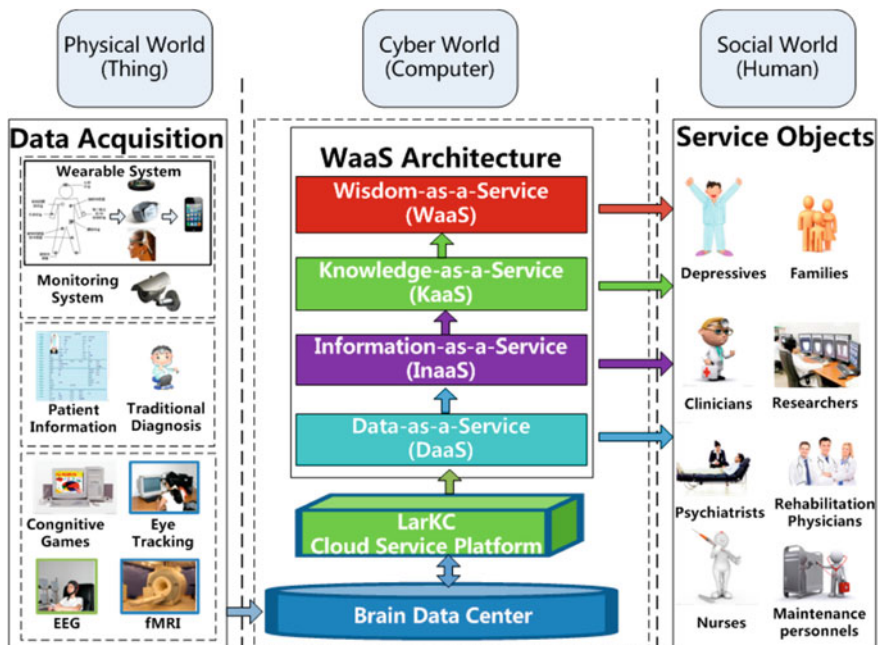 Physical World
(Thing)
Cyber World
(Computer)
Social World
(Human)
Data Acquisition
Wearable System
Monitoring
System
Patient
Information
Traditional
Diagnosis
Congnitive
Games
Eye
Tracking
EEG
fMRI
WaaS Architecture
Wisdom-as-a-Service
(WaaS)
Knowledge-as-a-Service
(KaaS)
Information-as-a-Service
(InaaS)
Data-as-a-Service
(DaaS)
LarKC
Cloud Service Platform
Brain Data Center
Service Objects
Depressives
Families
Clinicians
Researchers
Psychiatrists
Rehabilitation
Physicians
Nurses
Maintenance
personnels